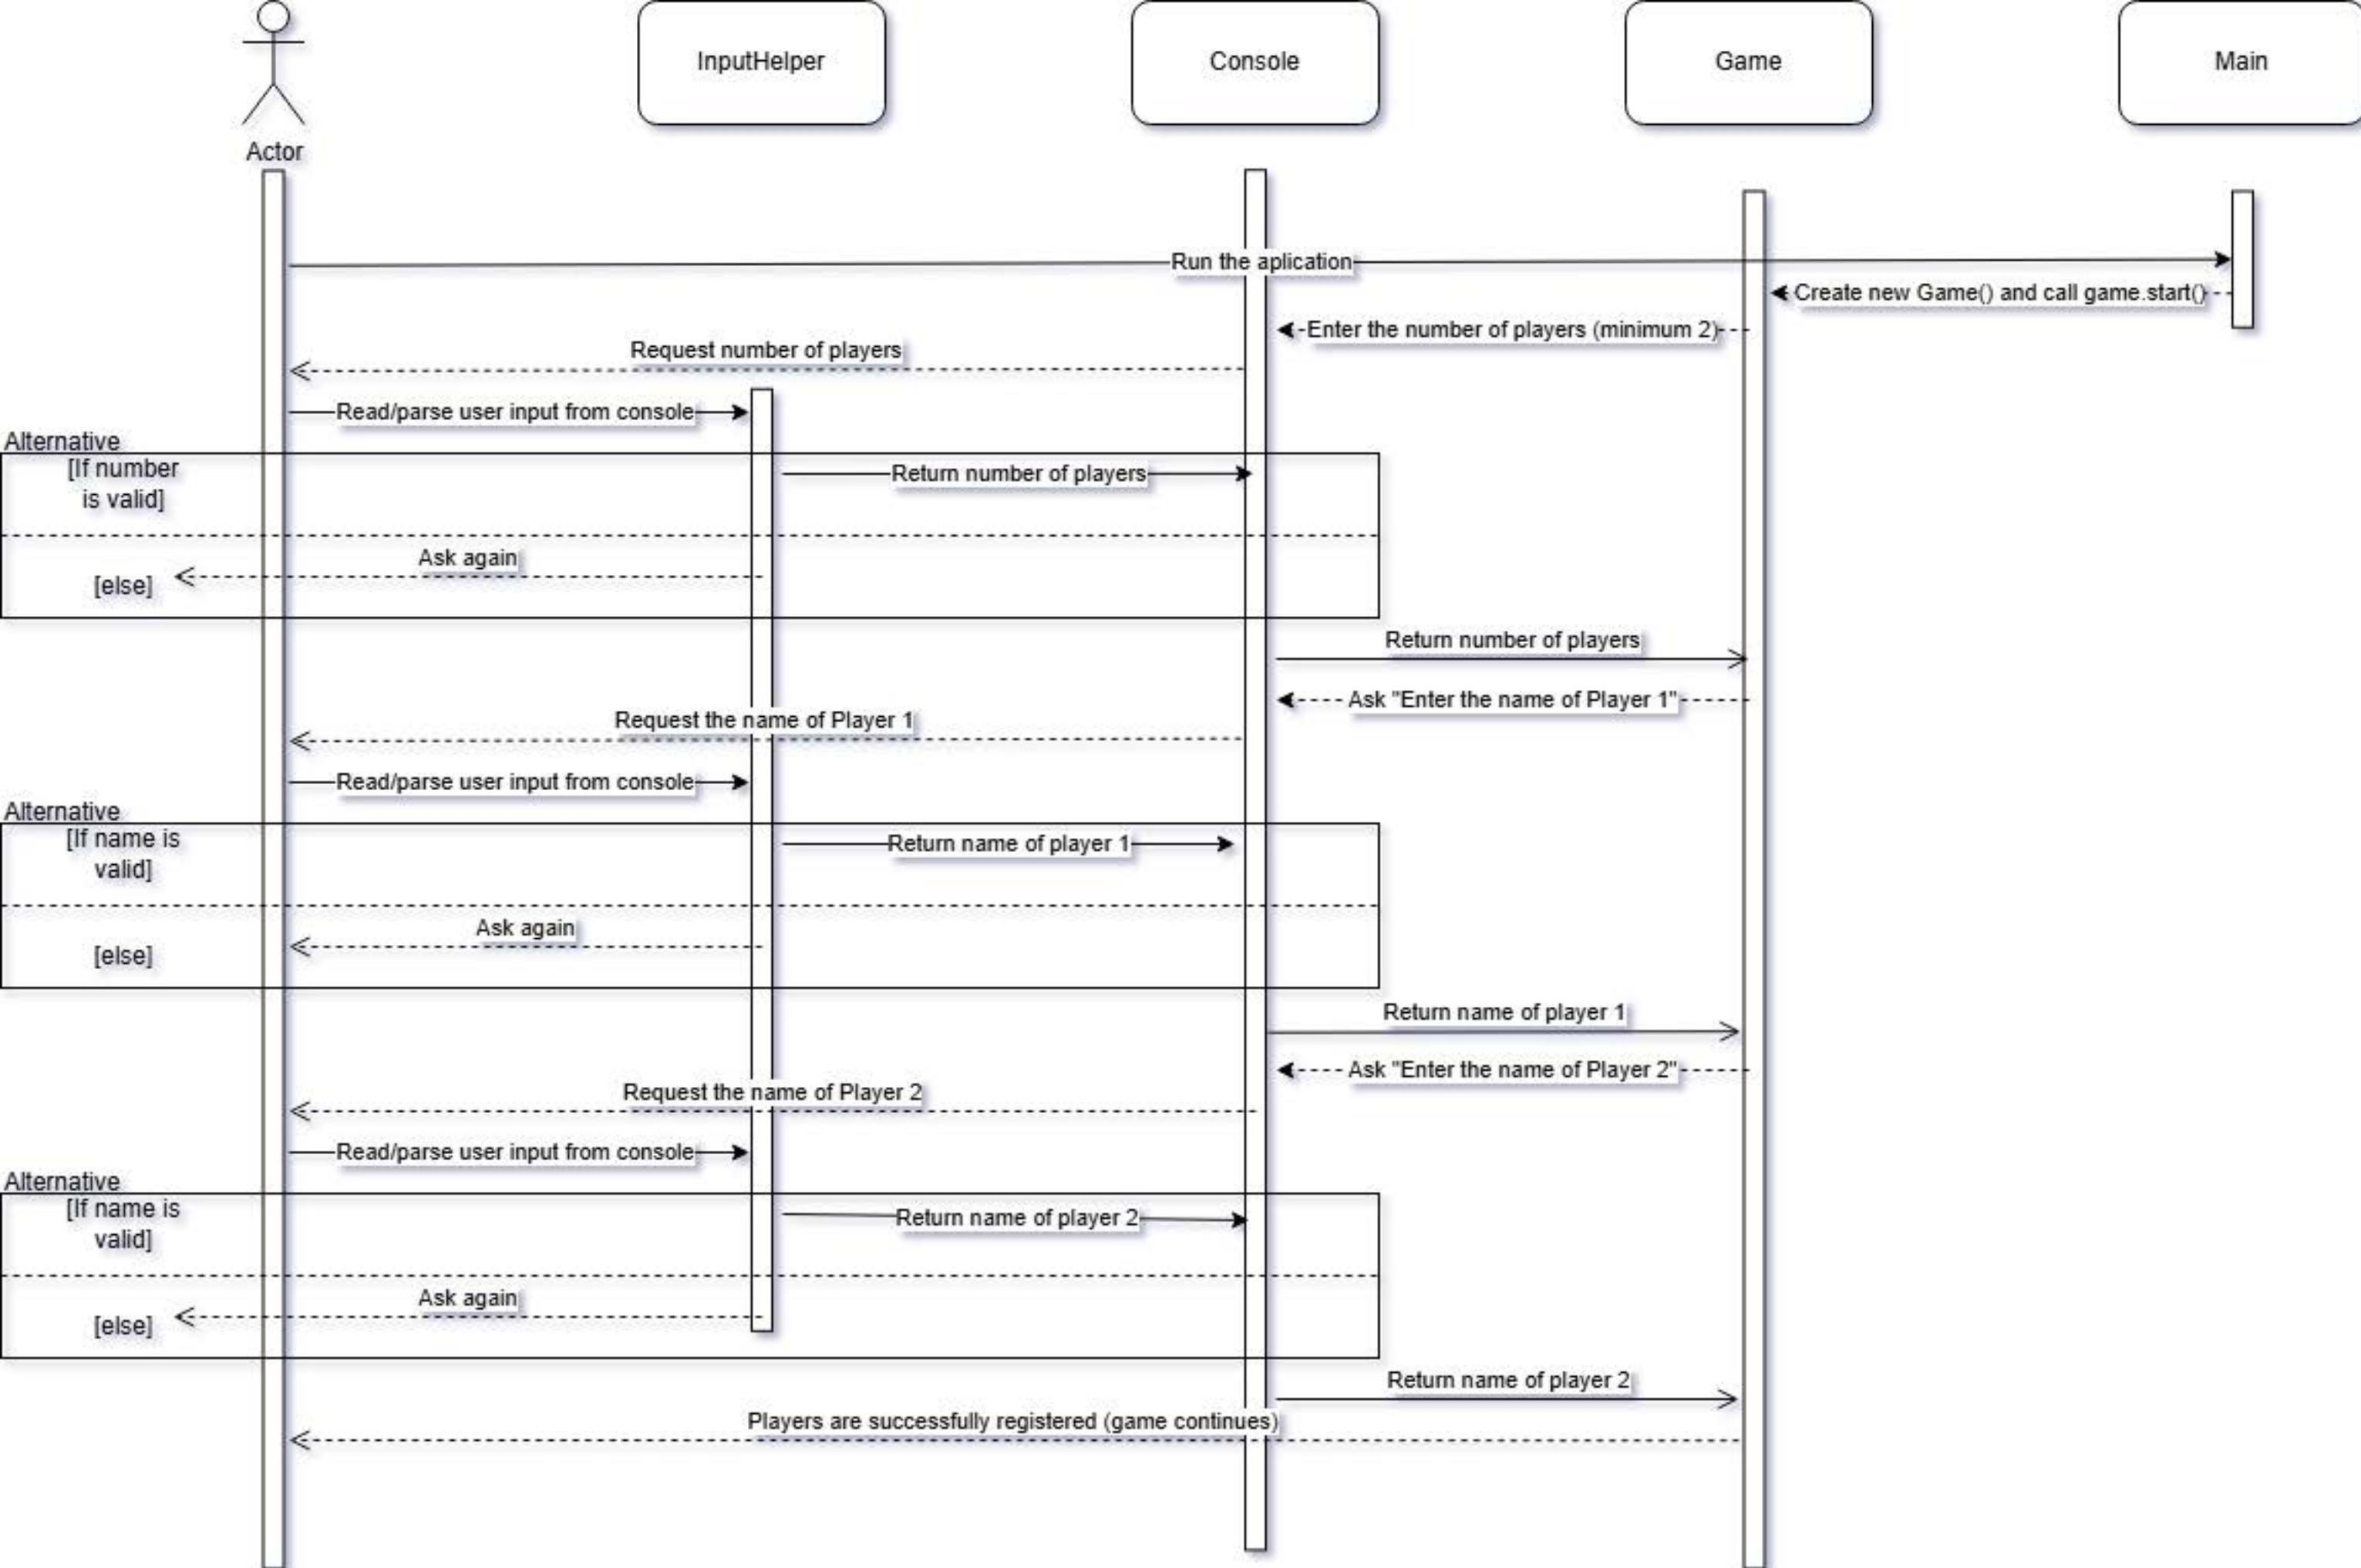 InputHelper
Console
Game
Main
Actor
Run the aplication
Create new Game() and call game.start()
Enter the number of players (minimum 2)
Request number of players
Read/parse user input from console
Alternative
[If number
is valid]
Return number of players
Ask again
[else]
Return number of players
Ask "Enter the name of Player 1"
Request the name of Player 1
Read/parse user input from console
Alternative
[If name is
valid]
Return name of player 1
Ask again
[else]
Return name of player 1
Ask "Enter the name of Player 2"
Request the name of Player 2
Read/parse user input from console
Alternative
[If name is
valid]
Return name of player 2
Ask again
[else]
Return name of player 2
Players are successfully registered (game continues)